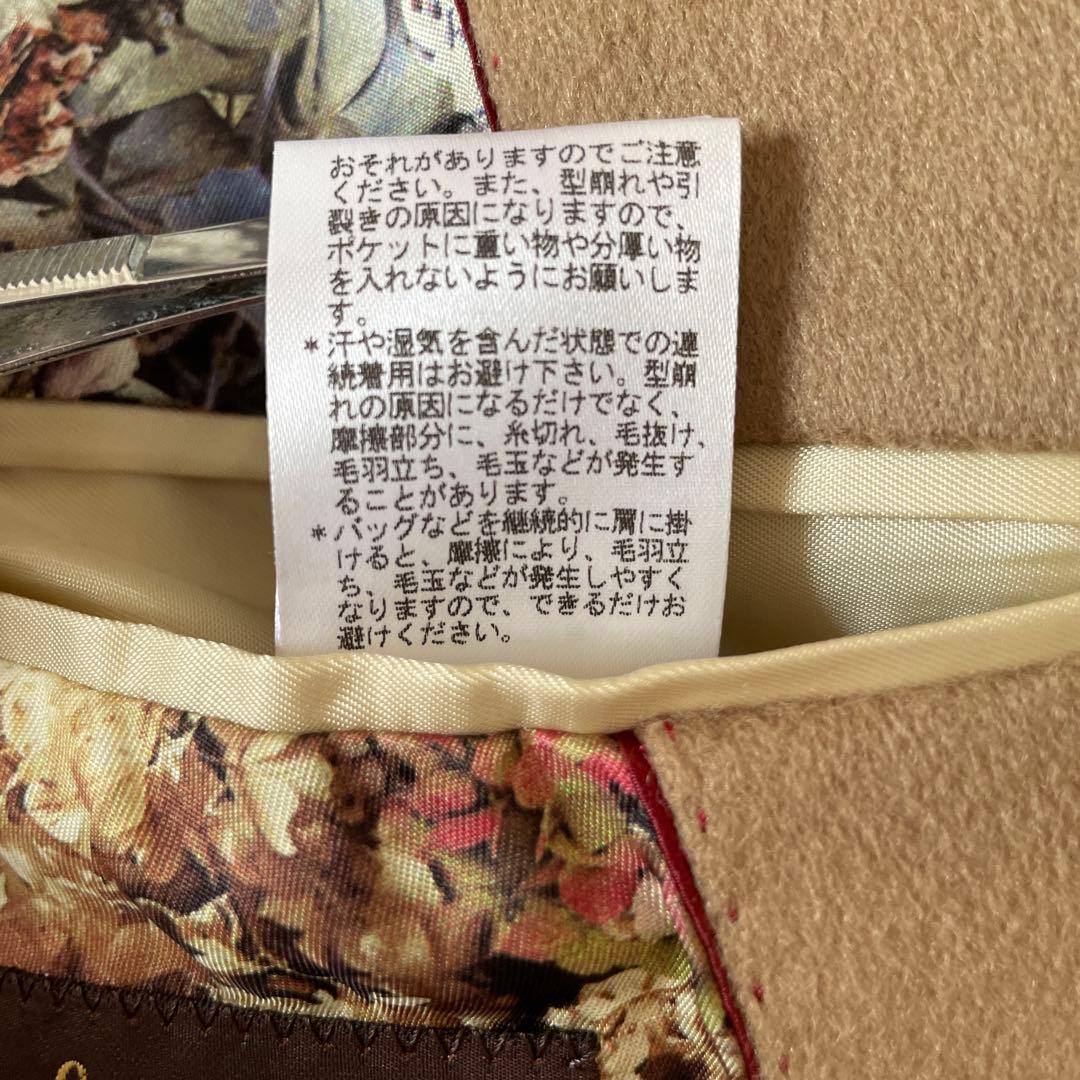 おそれがありますのでご注意
ください。また、型崩れや引
裂きの原因になりますので、
ポケットに重い物や分厚い物
を入れないようにお願いしま
す。
*汗や湿気を含んだ状態での連
続着用はお避け下さい。型崩
れの原因になるだけでなく、
摩擦部分に、糸切れ、毛抜け、
毛羽立ち、毛玉などが発生す
ることがあります。
*バッグなどを継続的に肩に掛
けると、摩擦により、毛羽立
ち、毛玉などが発生しやすく
なりますので、できるだけお
避けください。